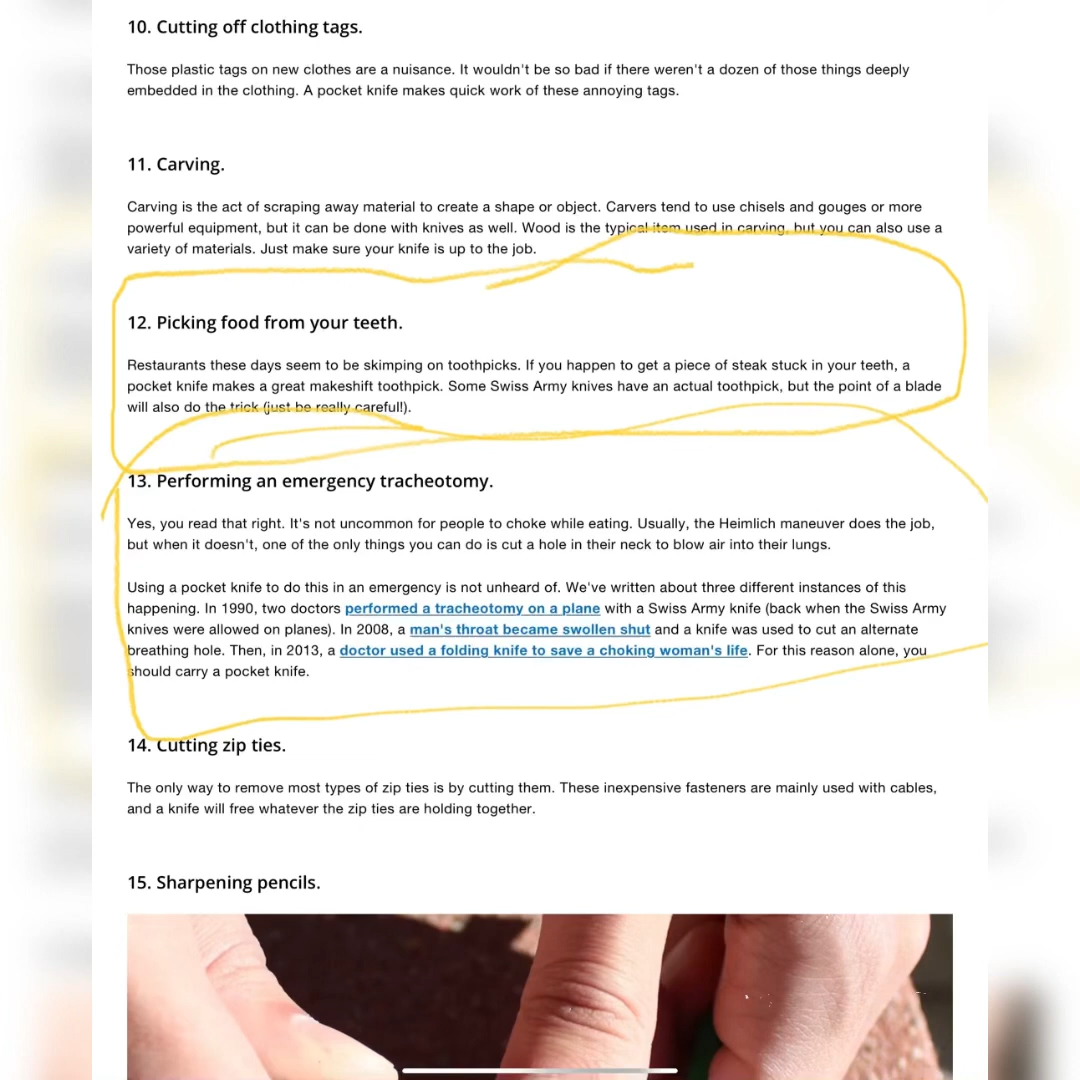 10. Cutting off clothing tags.
Those plastic tags on new clothes are a nuisance. It wouldn't be so bad if there weren't a dozen of those things deeply
embedded in the clothing. A pocket knife makes quick work of these annoying tags.
11. Carving.
Carving is the act of scraping away material to create a shape or object. Carvers tend to use chisels and gouges or more
powerful equipment, but it can be done with knives as well. Wood is the typical item used in carving, but you can also use a
variety of materials. Just make sure your knife is up to the job.
12. Picking food from your teeth.
Restaurants these days seem to be skimping on toothpicks. If you happen to get a piece of steak stuck in your teeth, a
pocket knife makes a great makeshift toothpick. Some Swiss Army knives have an actual toothpick, but the point of a blade
will also do the trick (just be really careful!).
13. Performing an emergency tracheotomy.
Yes, you read that right. It's not uncommon for people to choke while eating. Usually, the Heimlich maneuver does the job,
but when it doesn't, one of the only things you can do is cut a hole in their neck to blow air into their lungs.
Using a pocket knife to do this in an emergency is not unheard of. We've written about three different instances of this
happening. In 1990, two doctors performed a tracheotomy on a plane with a Swiss Army knife (back when the Swiss Army
knives were allowed on planes). In 2008, a man's throat became swollen shut and a knife was used to cut an alternate
breathing hole. Then, in 2013, a doctor used a folding knife to save a choking woman's life. For this reason alone, you
should carry a pocket knife.
14. Cutting zip ties.
The only way to remove most types of zip ties is by cutting them. These inexpensive fasteners are mainly used with cables,
and a knife will free whatever the zip ties are holding together.
15. Sharpening pencils.